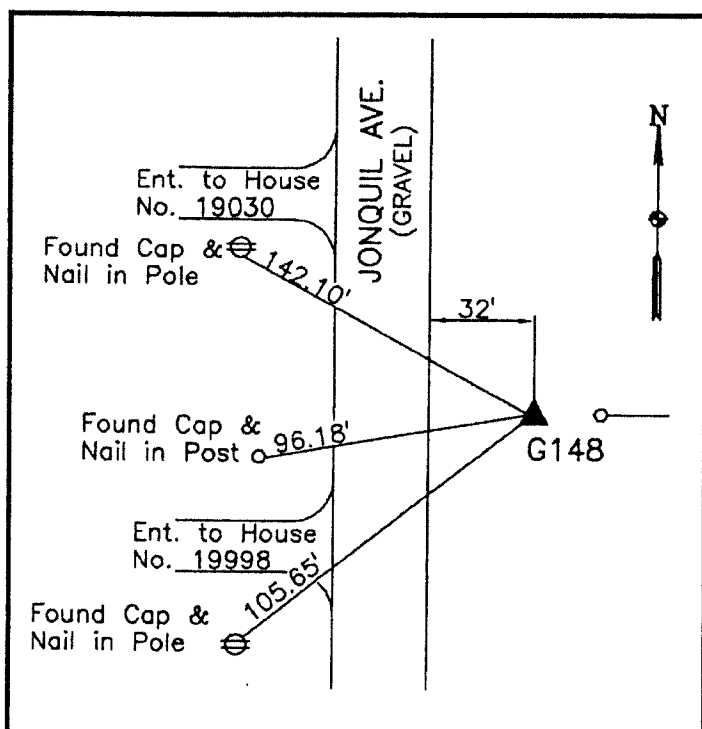 JONQUIL AVE.
(GRAVEL)
N
Ent. to House
No. 19030
Found Cap &
Nail in Pole
142.10'
32'
Found Cap &
Nail in Post
96.18'
G148
Ent. to House
No. 19998
105.65'
Found Cap &
Nail in Pole